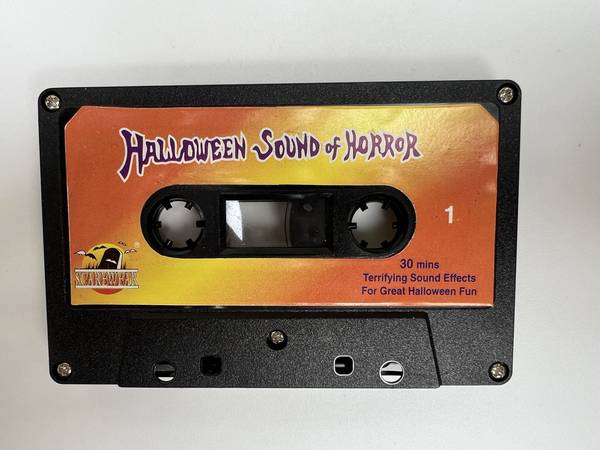 HALLOWEEN SOUND of HORROR
1
30 mins
Terrifying Sound Effects
For Great Halloween Fun